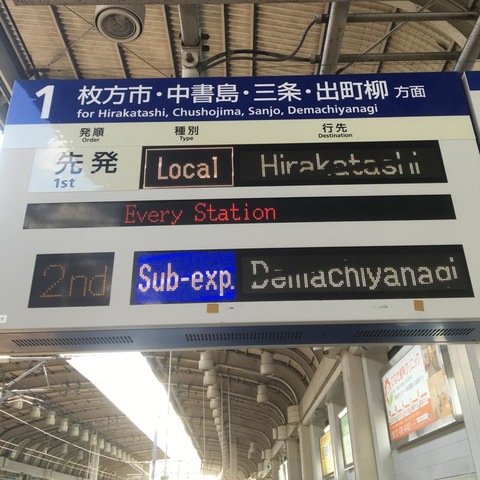 1 枚方市・中書島・三条・出町柳 方面
for Hirakatashi, Chushojima, Sanjo, Demachiyanagi
発順 種別 行先
Order Type Destination
先発 Local Hirakatashi
1st
Every Station
2nd Sub-exp. Demachiyanagi